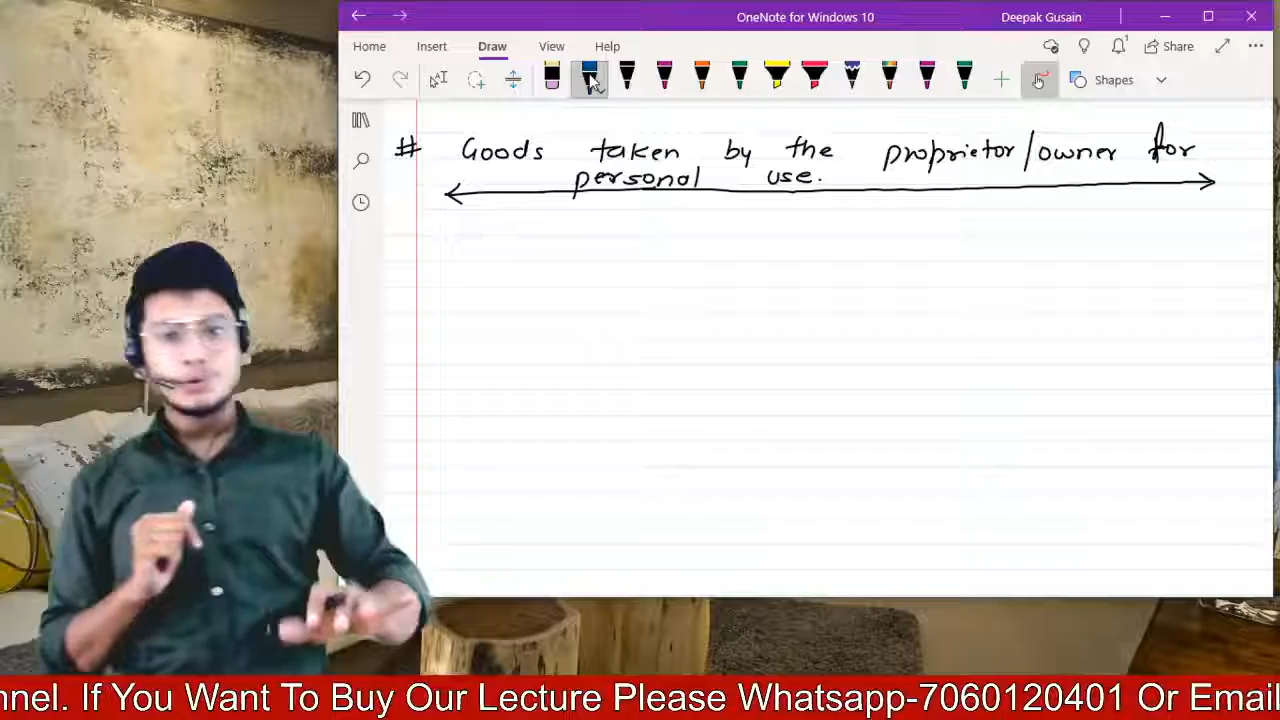 OneNote for Windows 10
Deepak Gusain
Home Insert Draw View Help
1 Share
Shapes
# Goods taken by the proprietor/owner for
personal use.
nnel. If You Want To Buy Our Lecture Please Whatsapp-7060120401 Or Email